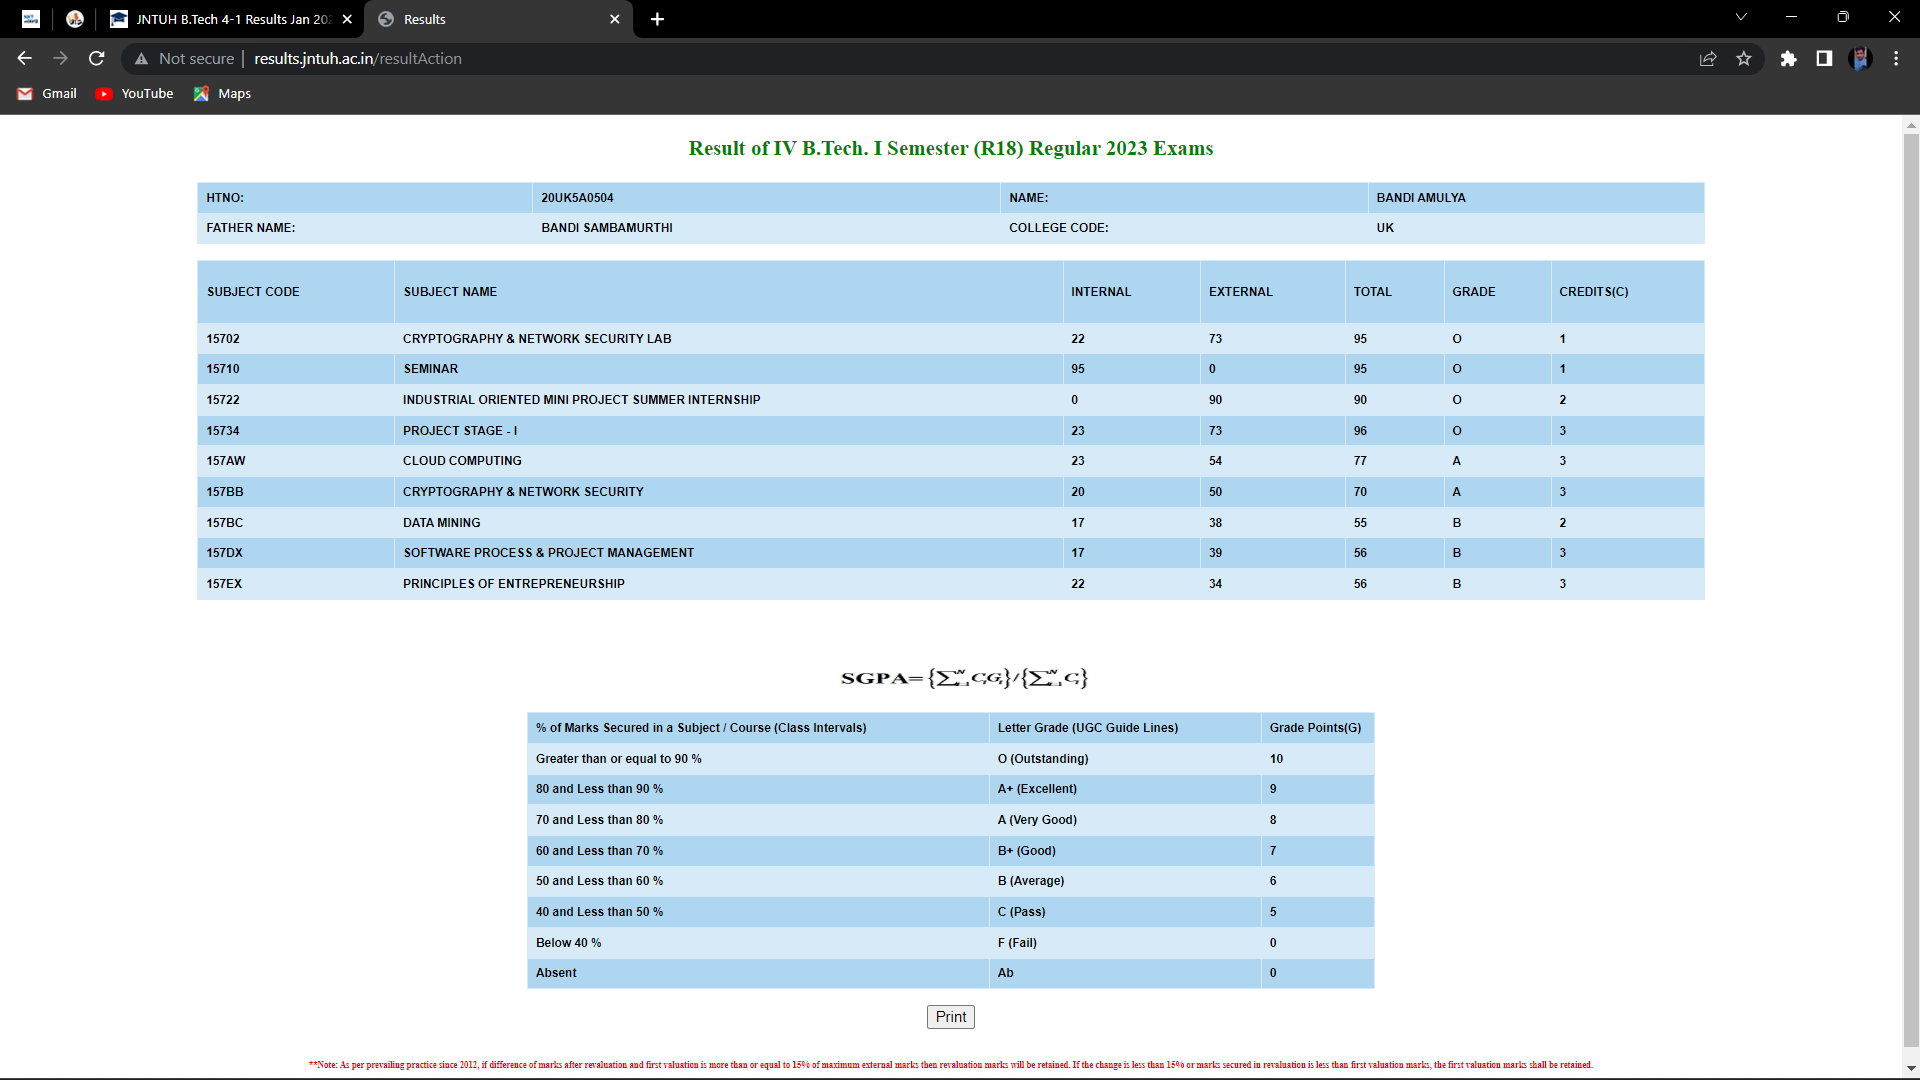 JNTUH B.Tech 4-1 Results Jan 202
Results
Not secure | results.jntuh.ac.in/resultAction
Gmail YouTube Maps
Result of IV B.Tech. I Semester (R18) Regular 2023 Exams
HTNO: 20UK5A0504 NAME: BANDI AMULYA
FATHER NAME: BANDI SAMBAMURTHI COLLEGE CODE: UK
SUBJECT CODE SUBJECT NAME INTERNAL EXTERNAL TOTAL GRADE CREDITS(C)
15702 CRYPTOGRAPHY & NETWORK SECURITY LAB 22 73 95 O 1
15710 SEMINAR 95 0 95 O 1
15722 INDUSTRIAL ORIENTED MINI PROJECT SUMMER INTERNSHIP 0 90 90 O 2
15734 PROJECT STAGE - I 23 73 96 O 3
157AW CLOUD COMPUTING 23 54 77 A 3
157BB CRYPTOGRAPHY & NETWORK SECURITY 20 50 70 A 3
157BC DATA MINING 17 38 55 B 2
157DX SOFTWARE PROCESS & PROJECT MANAGEMENT 17 39 56 B 3
157EX PRINCIPLES OF ENTREPRENEURSHIP 22 34 56 B 3
SGPA=
% of Marks Secured in a Subject / Course (Class Intervals) Letter Grade (UGC Guide Lines) Grade Points(G)
Greater than or equal to 90 % O (Outstanding) 10
80 and Less than 90 % A+ (Excellent) 9
70 and Less than 80 % A (Very Good) 8
60 and Less than 70 % B+ (Good) 7
50 and Less than 60 % B (Average) 6
40 and Less than 50 % C (Pass) 5
Below 40 % F (Fail) 0
Absent Ab 0
Print
**Note: As per prevailing practice since 2012, if difference of marks after revaluation and first valuation is more than or equal to 15% of maximum external marks then revaluation marks will be retained. If the change is less than 15% or marks secured in revaluation is less than first valuation marks, the first valuation marks shall be retained.